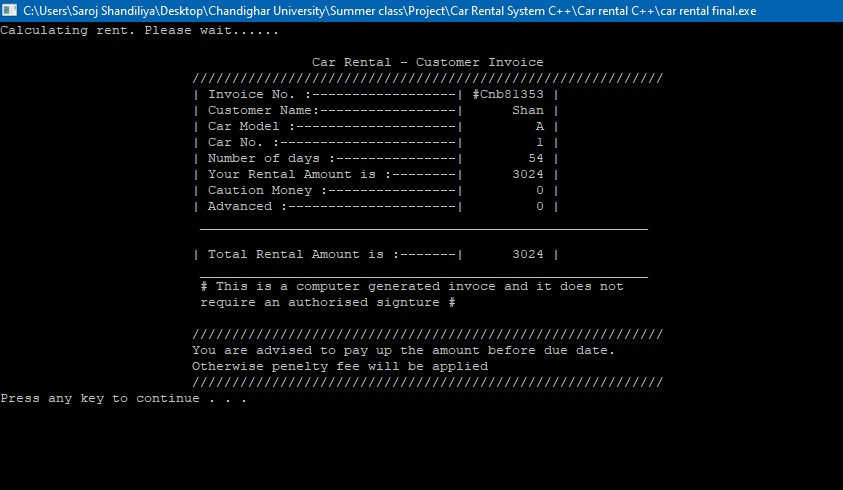 C:\Users\Saroj Shandiliya\Desktop\Chandighar University\Summer class\Project\Car Rental System C++\Car rental C++\car rental final.exe
Calculating rent. Please wait......
Car Rental - Customer Invoice
///////////////////////////////////////////////////////////
| Invoice No. :------------------| #Cnb81353 |
| Customer Name:-----------------| Shan |
| Car Model :--------------------| A |
| Car No. :----------------------| 1 |
| Number of days :---------------| 54 |
| Your Rental Amount is :--------| 3024 |
| Caution Money :----------------| 0 |
| Advanced :---------------------| 0 |
________________________________________________________
| Total Rental Amount is :-------| 3024 |
________________________________________________________
# This is a computer generated invoce and it does not
require an authorised signture #
///////////////////////////////////////////////////////////
You are advised to pay up the amount before due date.
Otherwise penelty fee will be applied
///////////////////////////////////////////////////////////
Press any key to continue . . .